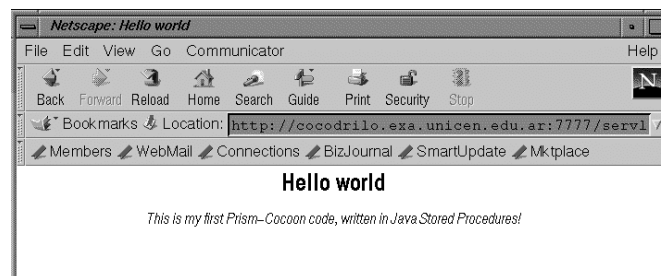 Netscape: Hello world
File Edit View Go Communicator Help
Back Forward Reload Home Search Guide Print Security Stop
N
Bookmarks Location: http://cocodrilo.exa.unicen.edu.ar:7777/servl
Members WebMail Connections BizJournal SmartUpdate Mktplace
Hello world
This is my first Prism-Cocoon code, written in Java Stored Procedures!